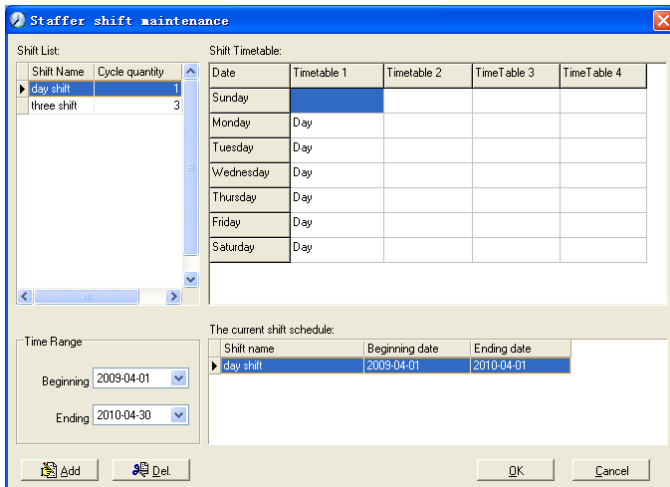 Staffer shift maintenance
Shift List:
Shift Name Cycle quantity
day shift 1
three shift 3
Shift Timetable:
Date Timetable 1 Timetable 2 TimeTable 3 TimeTable 4
Sunday
Monday Day
Tuesday Day
Wednesday Day
Thursday Day
Friday Day
Saturday Day
Time Range
Beginning 2009-04-01
Ending 2010-04-30
The current shift schedule:
Shift name Beginning date Ending date
day shift 2009-04-01 2010-04-01
Add Del. OK Cancel